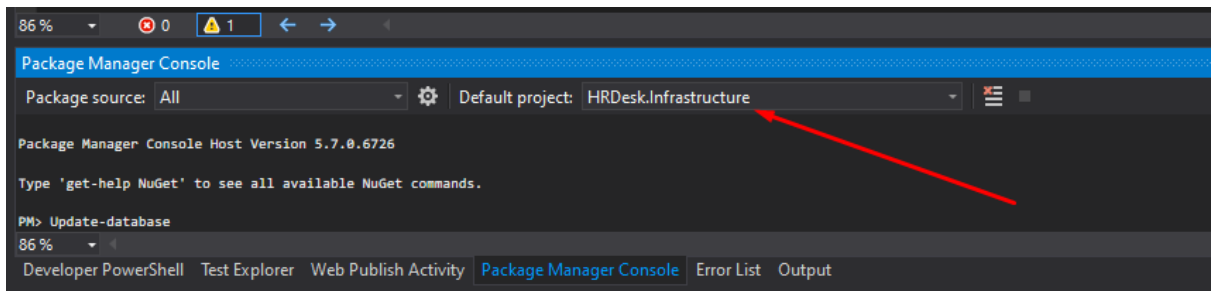 86 % 0 1
Package Manager Console
Package source: All Default project: HRDesk.Infrastructure
Package Manager Console Host Version 5.7.0.6726
Type 'get-help NuGet' to see all available NuGet commands.
PM> Update-database
86 %
Developer PowerShell Test Explorer Web Publish Activity Package Manager Console Error List Output